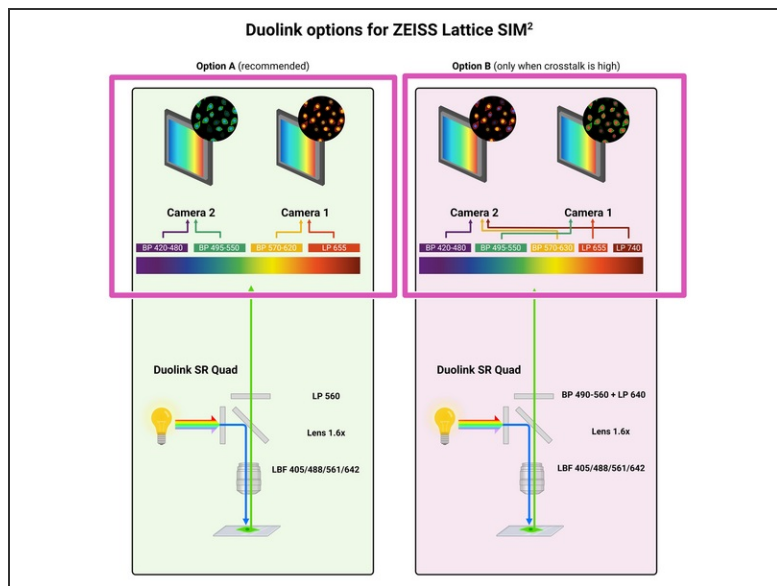 Duolink options for ZEISS Lattice SIM²
Option A (recommended)
Camera 2
Camera 1
BP 420-480
BP 495-550
BP 570-620
LP 655
Duolink SR Quad
LP 560
Lens 1.6x
LBF 405/488/561/642
Option B (only when crosstalk is high)
Camera 2
Camera 1
BP 420-480
BP 495-550
BP 570-630
LP 655
LP 740
Duolink SR Quad
BP 490-560 + LP 640
Lens 1.6x
LBF 405/488/561/642